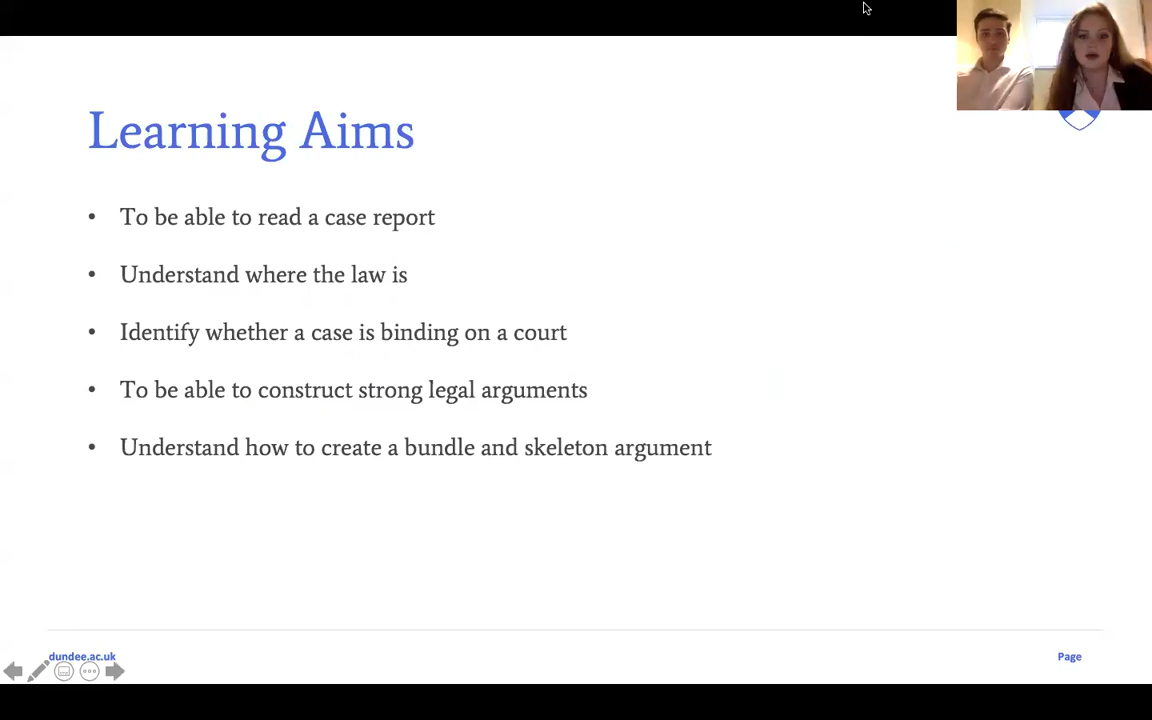 Learning Aims
• To be able to read a case report
• Understand where the law is
• Identify whether a case is binding on a court
• To be able to construct strong legal arguments
• Understand how to create a bundle and skeleton argument
dundee.ac.uk
Page